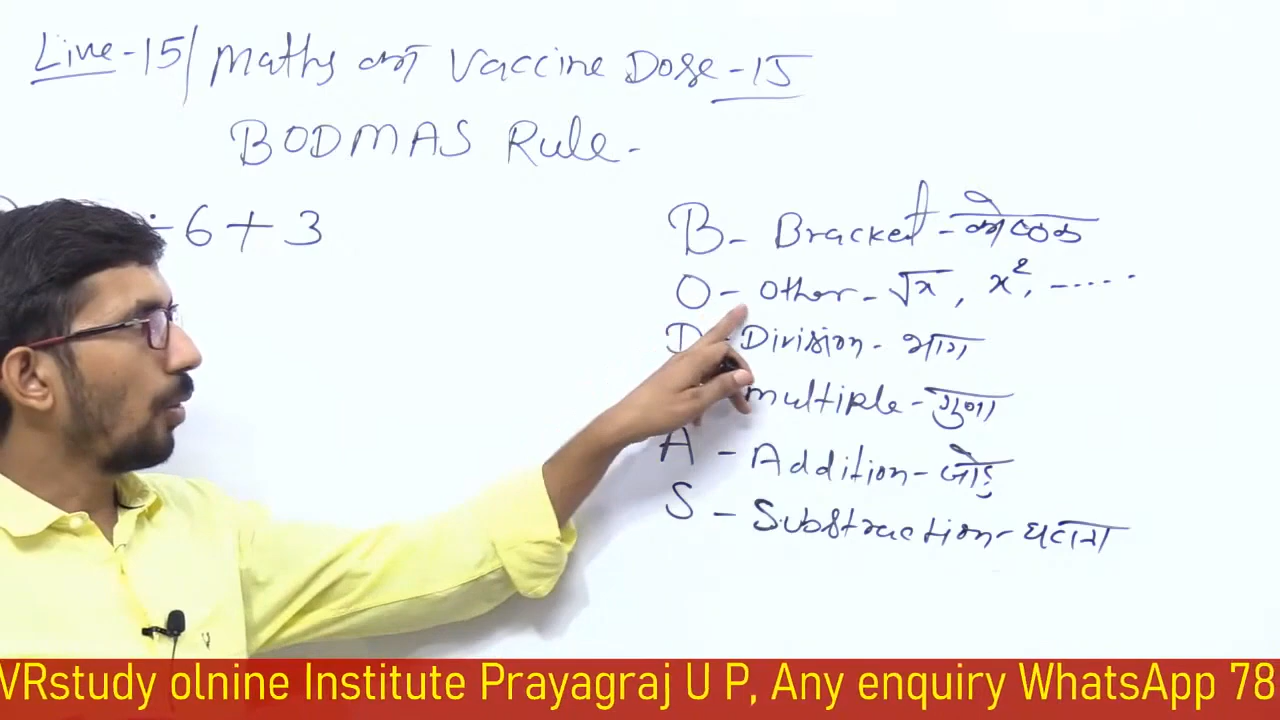 Line-15/ Maths का Vaccine Dose-15
BODMAS Rule-
÷ 6 + 3
B - Bracket - कोष्ठक
O - Other - √x, x², -----
D - Division - भाग
multiple - गुणा
A - Addition - जोड़
S - Substraction - घटाना
VRstudy olnine Institute Prayagraj U P, Any enquiry WhatsApp 78